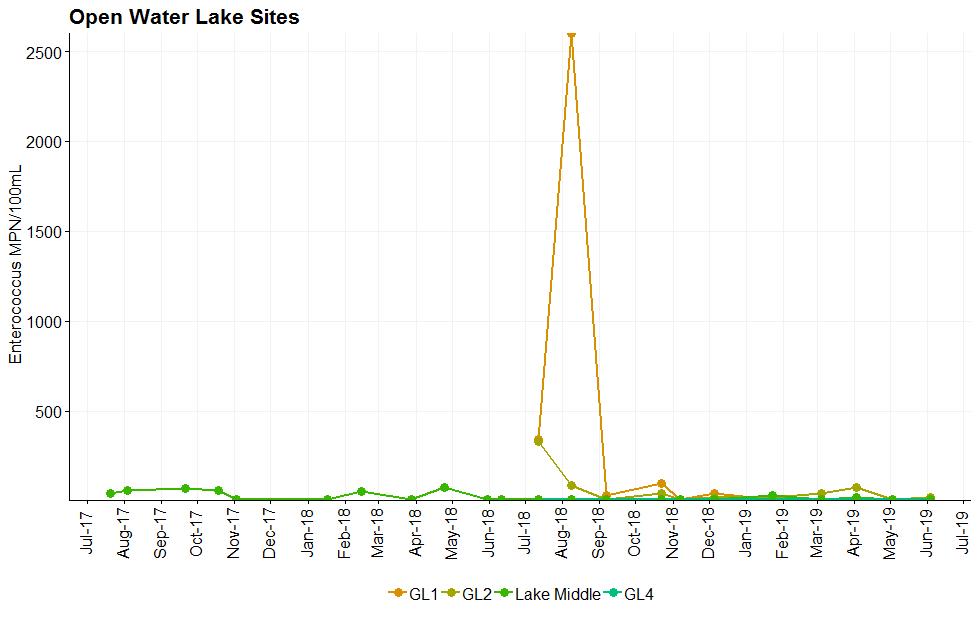 Open Water Lake Sites
Enterococcus MPN/100mL
2500
2000
1500
1000
500
Jul-17 Aug-17 Sep-17 Oct-17 Nov-17 Dec-17 Jan-18 Feb-18 Mar-18 Apr-18 May-18 Jun-18 Jul-18 Aug-18 Sep-18 Oct-18 Nov-18 Dec-18 Jan-19 Feb-19 Mar-19 Apr-19 May-19 Jun-19 Jul-19
GL1 GL2 Lake Middle GL4